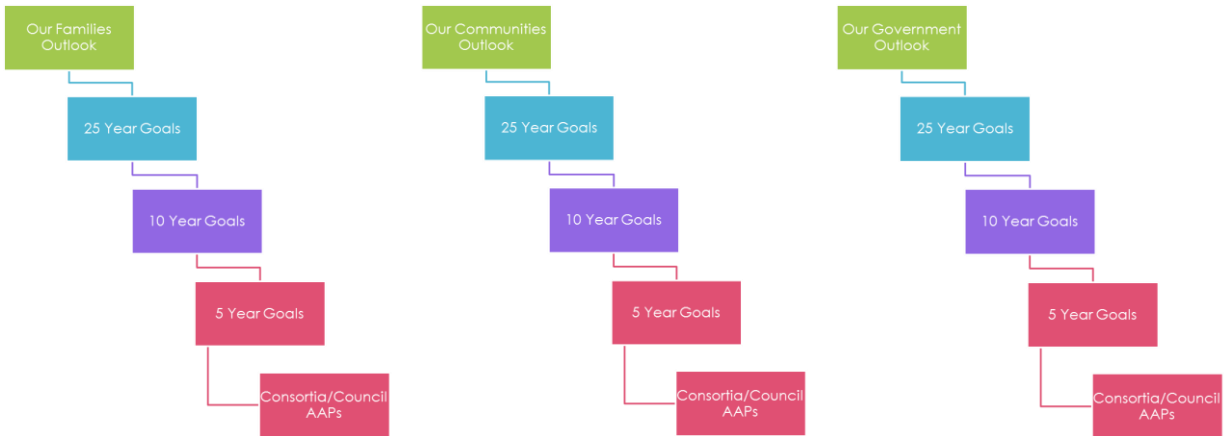 Our Families
Outlook
25 Year Goals
10 Year Goals
5 Year Goals
Consortia/Council
AAPs
Our Communities
Outlook
25 Year Goals
10 Year Goals
5 Year Goals
Consortia/Council
AAPs
Our Government
Outlook
25 Year Goals
10 Year Goals
5 Year Goals
Consortia/Council
AAPs